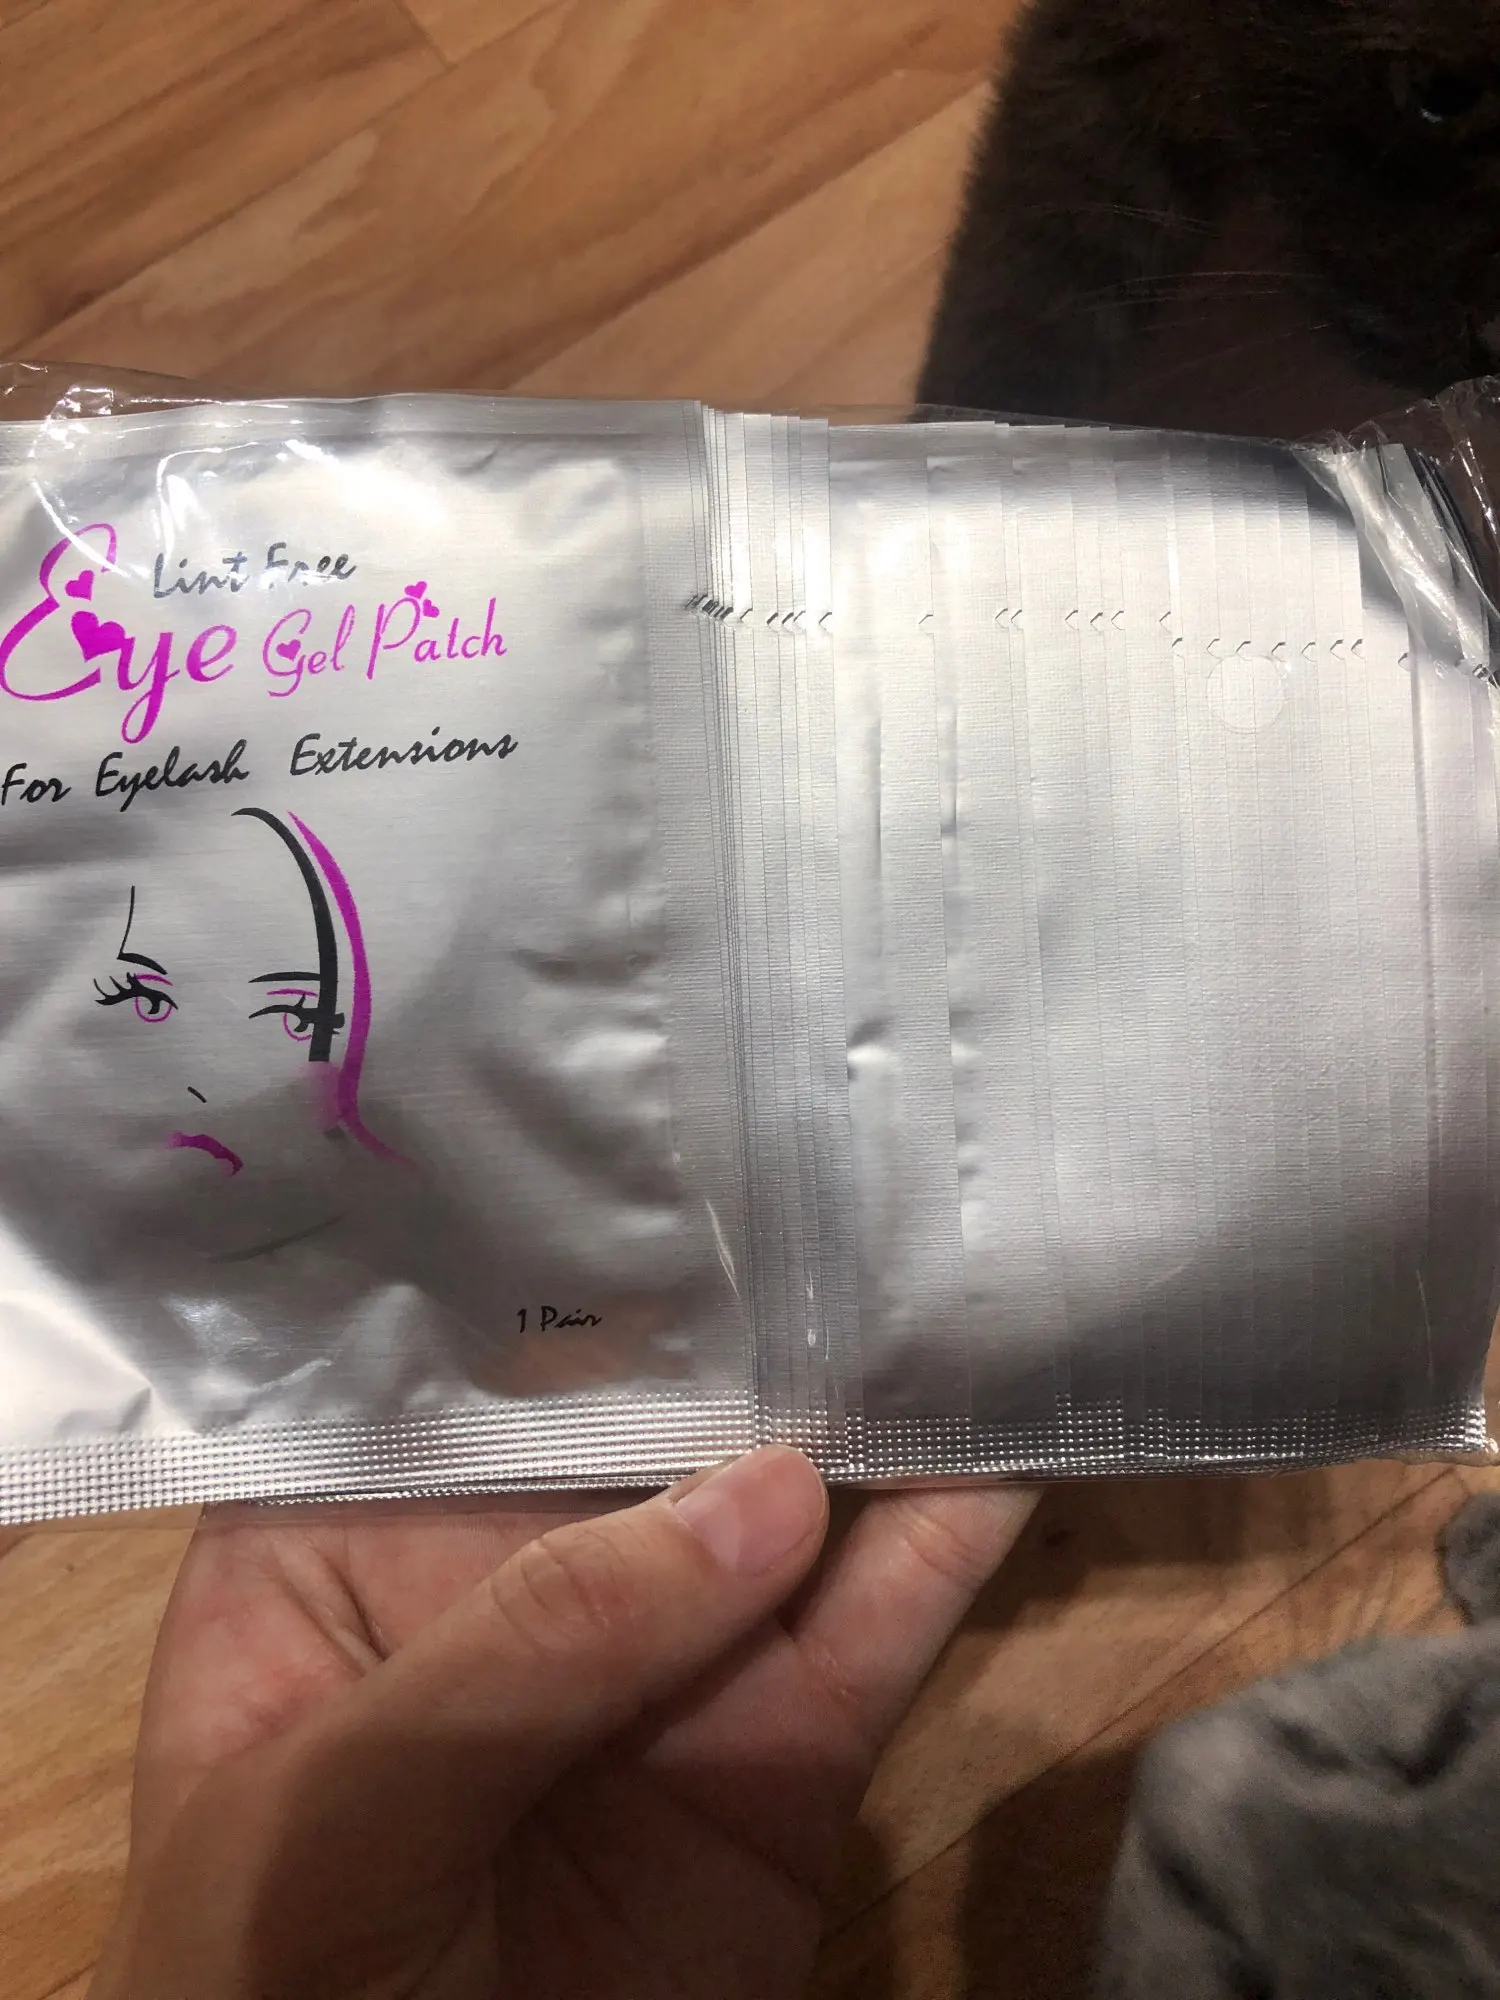 Lint Free
Eye Gel Patch
For Eyelash Extensions
1 Pair